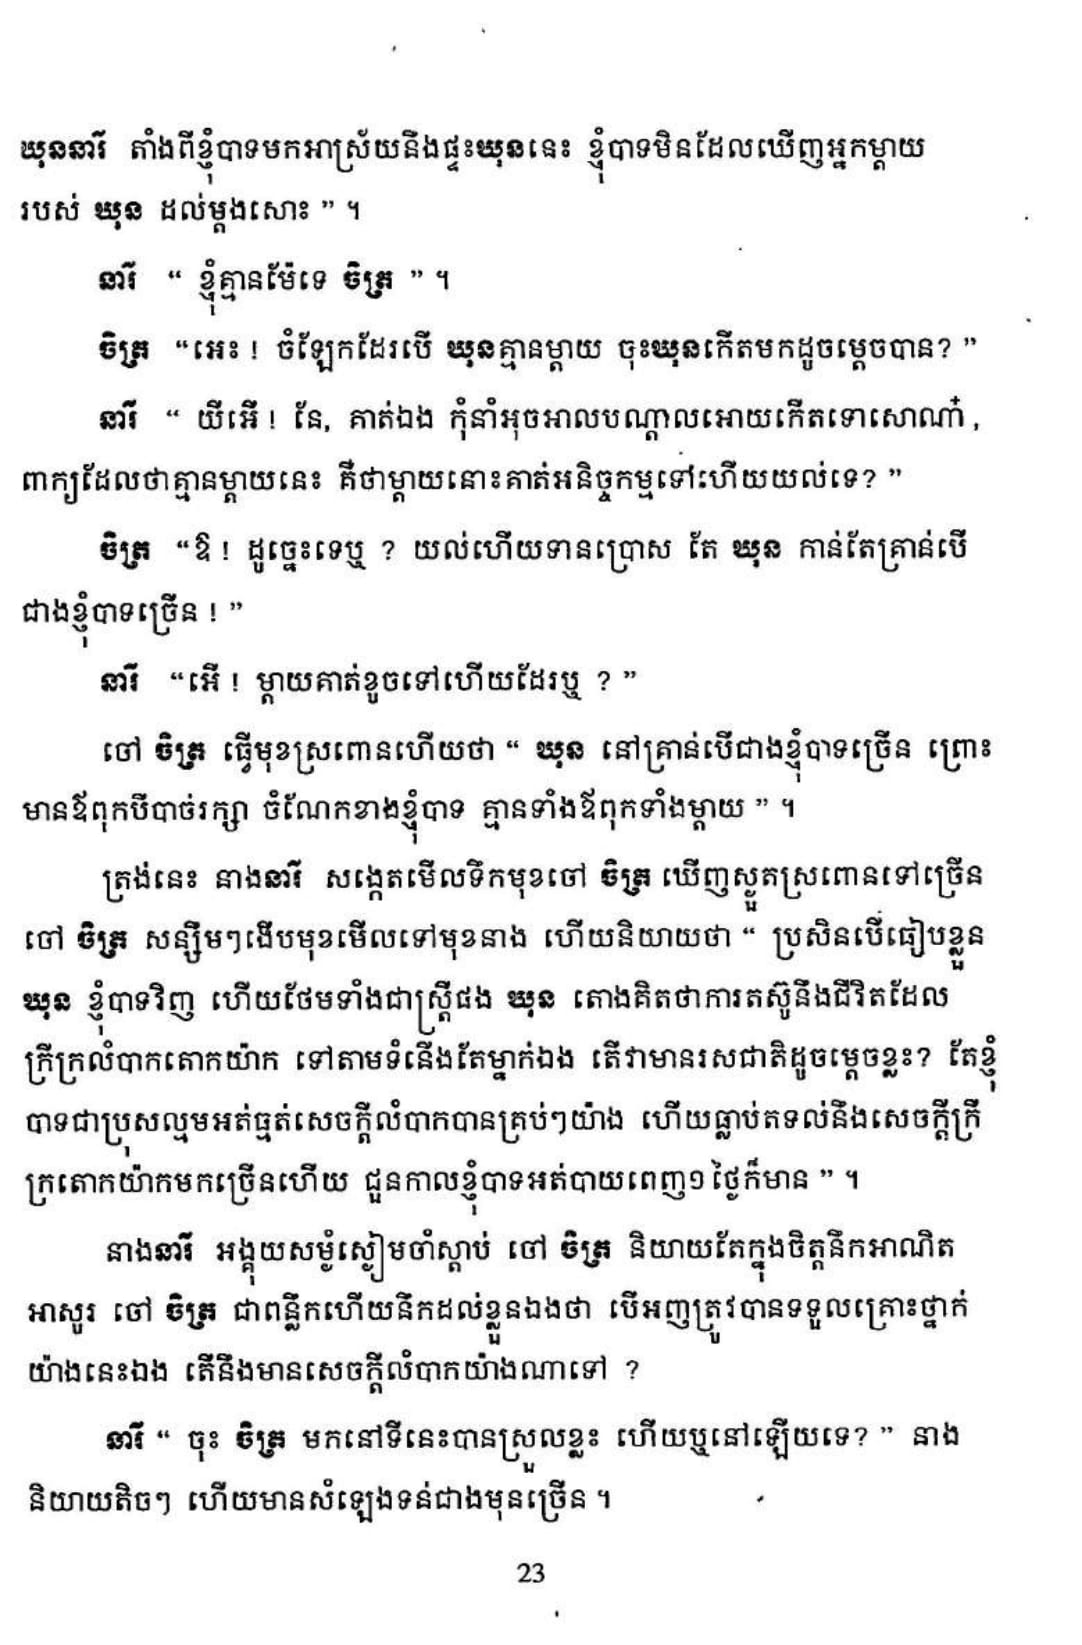 ឃុននារី តាំងពីខ្ញុំបាទមកអាស្រ័យនឹងផ្ទះឃុននេះ ខ្ញុំបាទមិនដែលឃើញអ្នកម្ដាយ
របស់ ឃុន ដល់ម្ដងសោះ ” ។
នារី “ ខ្ញុំគ្មានម៉ែទេ ចិត្រ ” ។
ចិត្រ “អេះ ! ចំឡែកដែរបើ ឃុនគ្មានម្ដាយ ចុះឃុនកើតមកដូចម្ដេចបាន? ”
នារី “ យីអើ ! នែ, គាត់ឯង កុំនាំអុចអាលបណ្ដាលអោយកើតទោសោណា៎ ,
ពាក្យដែលថាគ្មានម្ដាយនេះ គឺថាម្ដាយនោះគាត់អនិច្ចកម្មទៅហើយយល់ទេ? ”
ចិត្រ “ឱ ! ដូច្នេះទេឬ ? យល់ហើយទានប្រោស តែ ឃុន កាន់តែគ្រាន់បើ
ជាងខ្ញុំបាទច្រើន ! ”
នារី “អើ ! ម្ដាយគាត់ខូចទៅហើយដែរឬ ? ”
ចៅ ចិត្រ ធ្វើមុខស្រពោនហើយថា “ ឃុន នៅគ្រាន់បើជាងខ្ញុំបាទច្រើន ព្រោះ
មានឪពុកបីបាច់រក្សា ចំណែកខាងខ្ញុំបាទ គ្មានទាំងឪពុកទាំងម្ដាយ ” ។
ត្រង់នេះ នាងនារី សង្កេតមើលទឹកមុខចៅ ចិត្រ ឃើញស្លូតស្រពោនទៅច្រើន
ចៅ ចិត្រ សន្សឹមៗងើបមុខមើលទៅមុខនាង ហើយនិយាយថា “ ប្រសិនបើធៀបខ្លួន
ឃុន ខ្ញុំបាទវិញ ហើយថែមទាំងជាស្ត្រីផង ឃុន តោងគិតថាការតស៊ូនឹងជីវិតដែល
ក្រីក្រលំបាកតោកយ៉ាក ទៅតាមទំនើងតែម្នាក់ឯង តើវាមានរសជាតិដូចម្ដេចខ្លះ? តែខ្ញុំ
បាទជាប្រុសល្មមអត់ធ្មត់សេចក្ដីលំបាកបានគ្រប់ៗយ៉ាង ហើយធ្លាប់តទល់នឹងសេចក្ដីក្រី
ក្រតោកយ៉ាកមកច្រើនហើយ ជួនកាលខ្ញុំបាទអត់បាយពេញ១ថ្ងៃក៏មាន ” ។
នាងនារី អង្គុយសម្ងំស្ងៀមចាំស្ដាប់ ចៅ ចិត្រ និយាយតែក្នុងចិត្តនឹកអាណិត
អាសូរ ចៅ ចិត្រ ជាពន្លឹកហើយនឹកដល់ខ្លួនឯងថា បើអញត្រូវបានទទួលគ្រោះថ្នាក់
យ៉ាងនេះឯង តើនឹងមានសេចក្ដីលំបាកយ៉ាងណាទៅ ?
នារី “ ចុះ ចិត្រ មកនៅទីនេះបានស្រួលខ្លះ ហើយឬនៅឡើយទេ? ” នាង
និយាយតិចៗ ហើយមានសំឡេងទន់ជាងមុនច្រើន ។
23